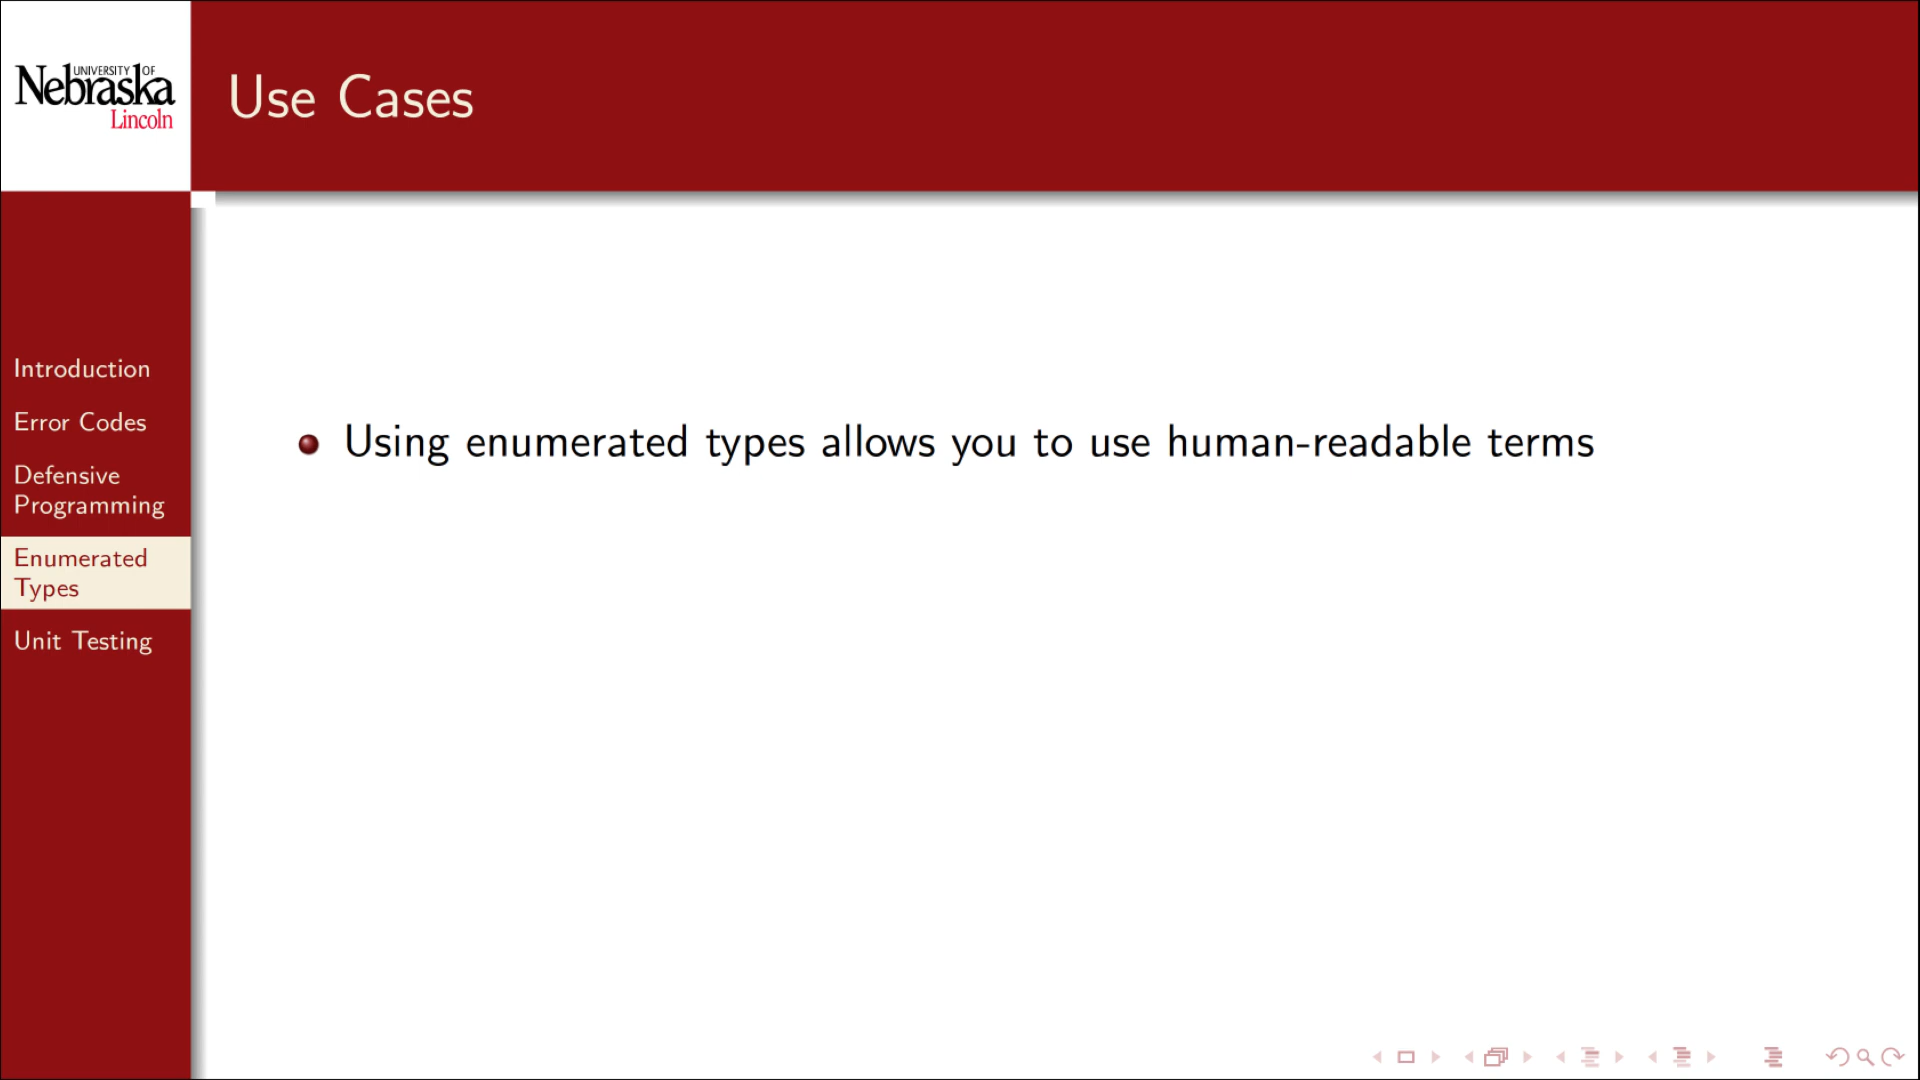 UNIVERSITY OF
Nebraska
Lincoln
Use Cases
Introduction
Error Codes
Defensive
Programming
Enumerated
Types
Unit Testing
Using enumerated types allows you to use human-readable terms